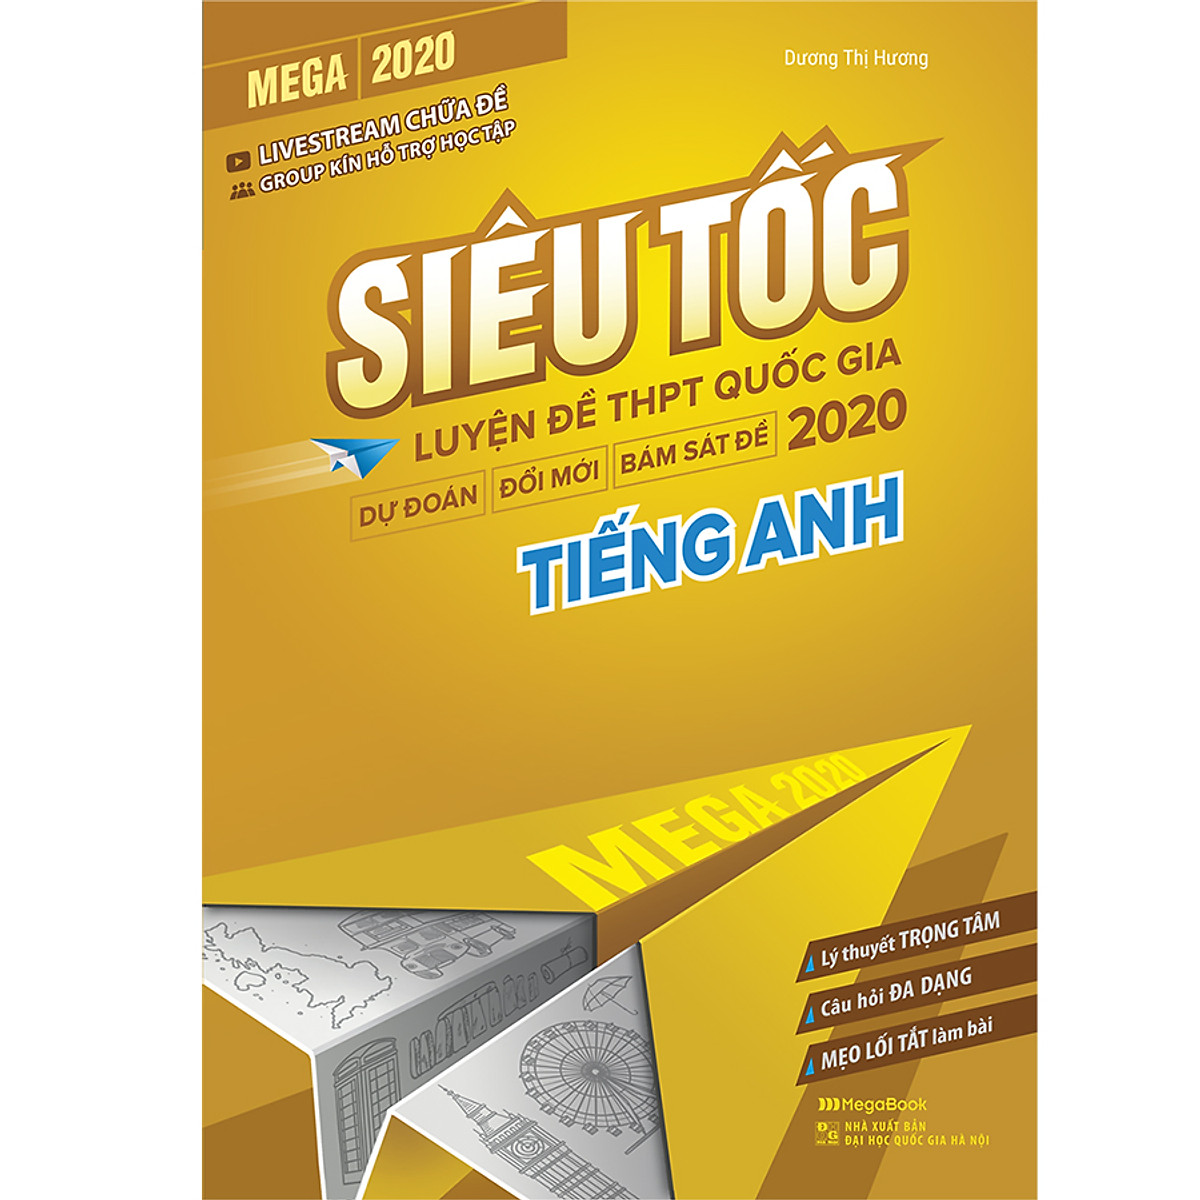 MEGA 2020
LIVESTREAM CHỮA ĐỀ
GROUP KÍN HỖ TRỢ HỌC TẬP
Dương Thị Hương
SIÊU TỐC
LUYỆN ĐỀ THPT QUỐC GIA
DỰ ĐOÁN ĐỔI MỚI BÁM SÁT ĐỀ 2020
TIẾNG ANH
MEGA 2020
Lý thuyết TRỌNG TÂM
Câu hỏi ĐA DẠNG
MẸO LỐI TẮT làm bài
MegaBook
NHÀ XUẤT BẢN
ĐẠI HỌC QUỐC GIA HÀ NỘI